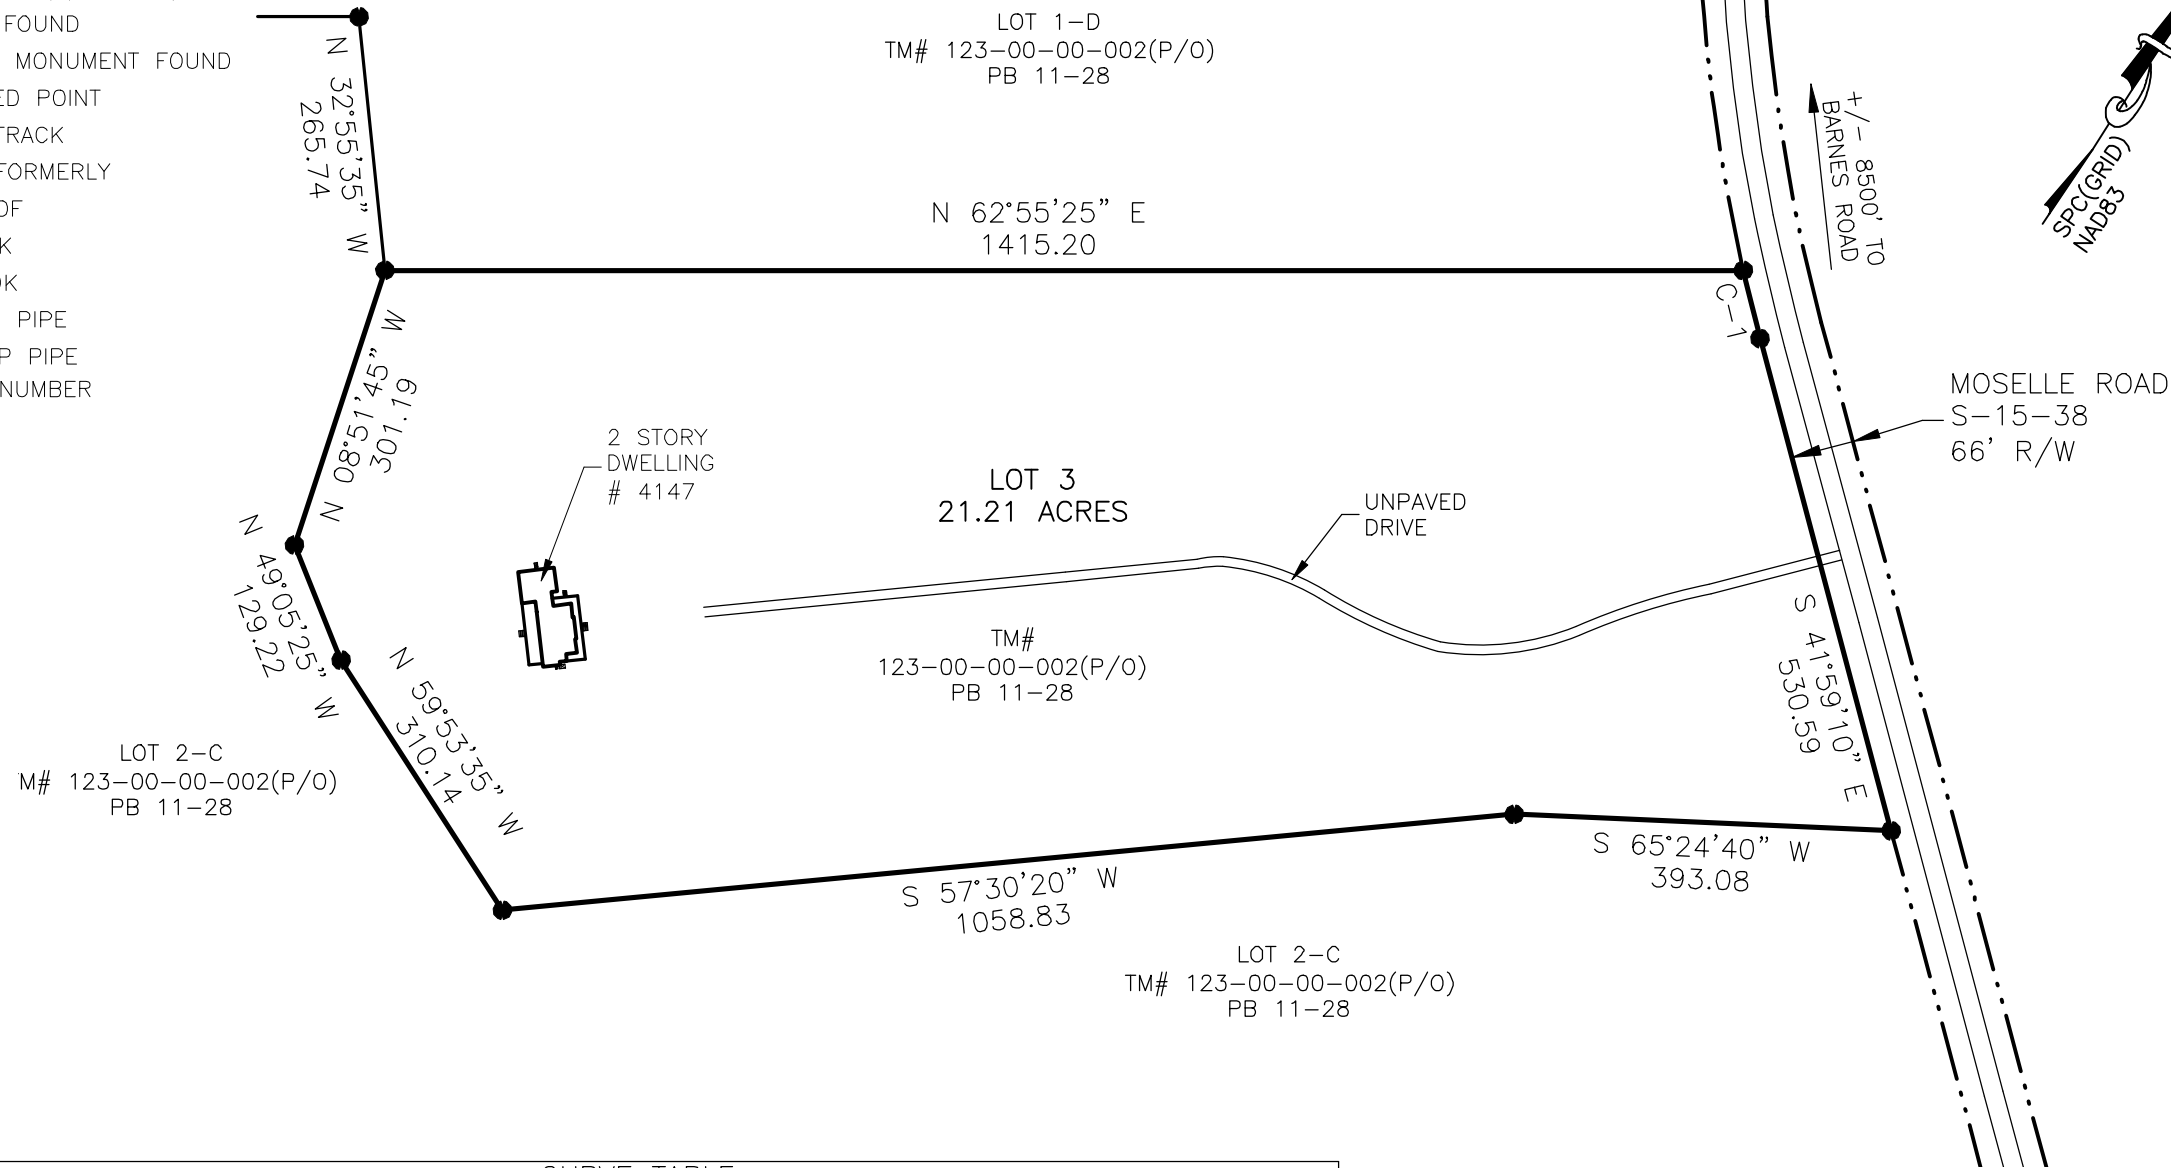 FOUND
MONUMENT FOUND
ED POINT
TRACK
FORMERLY
OF
K
OK
PIPE
P PIPE
NUMBER
N 32°55'35" W
265.74
LOT 1-D
TM# 123-00-00-002(P/O)
PB 11-28
+/- 8500' TO
BARNES ROAD
SPC(GRID)
NAD83
N 62°55'25" E
1415.20
C-1
N 08°51'45" W
301.19
MOSELLE ROAD
S-15-38
66' R/W
2 STORY
DWELLING
# 4147
LOT 3
21.21 ACRES
UNPAVED
DRIVE
N 49°05'25" W
129.22
N 59°53'35" W
310.14
TM#
123-00-00-002(P/O)
PB 11-28
S 41°59'10" E
530.59
LOT 2-C
M# 123-00-00-002(P/O)
PB 11-28
S 65°24'40" W
393.08
S 57°30'20" W
1058.83
LOT 2-C
TM# 123-00-00-002(P/O)
PB 11-28
CURVE TABLE